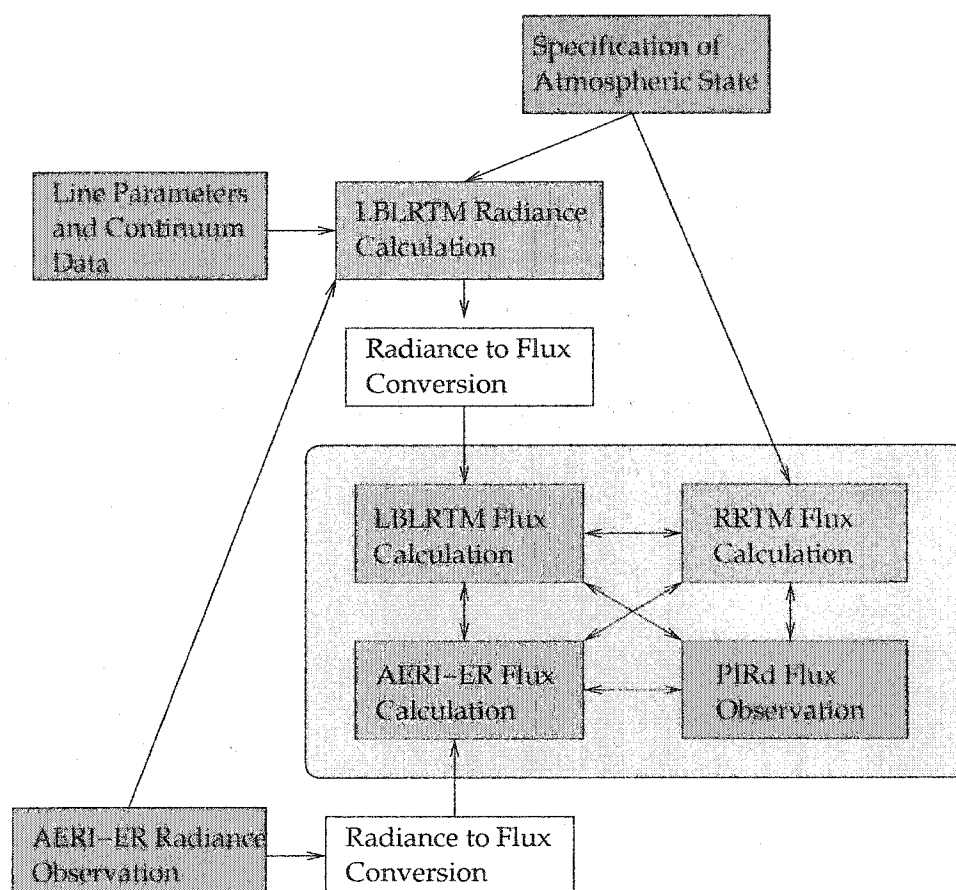 Specification of
Atmospheric State
Line Parameters
and Continuum
Data
LBLRTM Radiance
Calculation
Radiance to Flux
Conversion
LBLRTM Flux
Calculation
RRTM Flux
Calculation
AERI-ER Flux
Calculation
PIRd Flux
Observation
AERI-ER Radiance
Observation
Radiance to Flux
Conversion